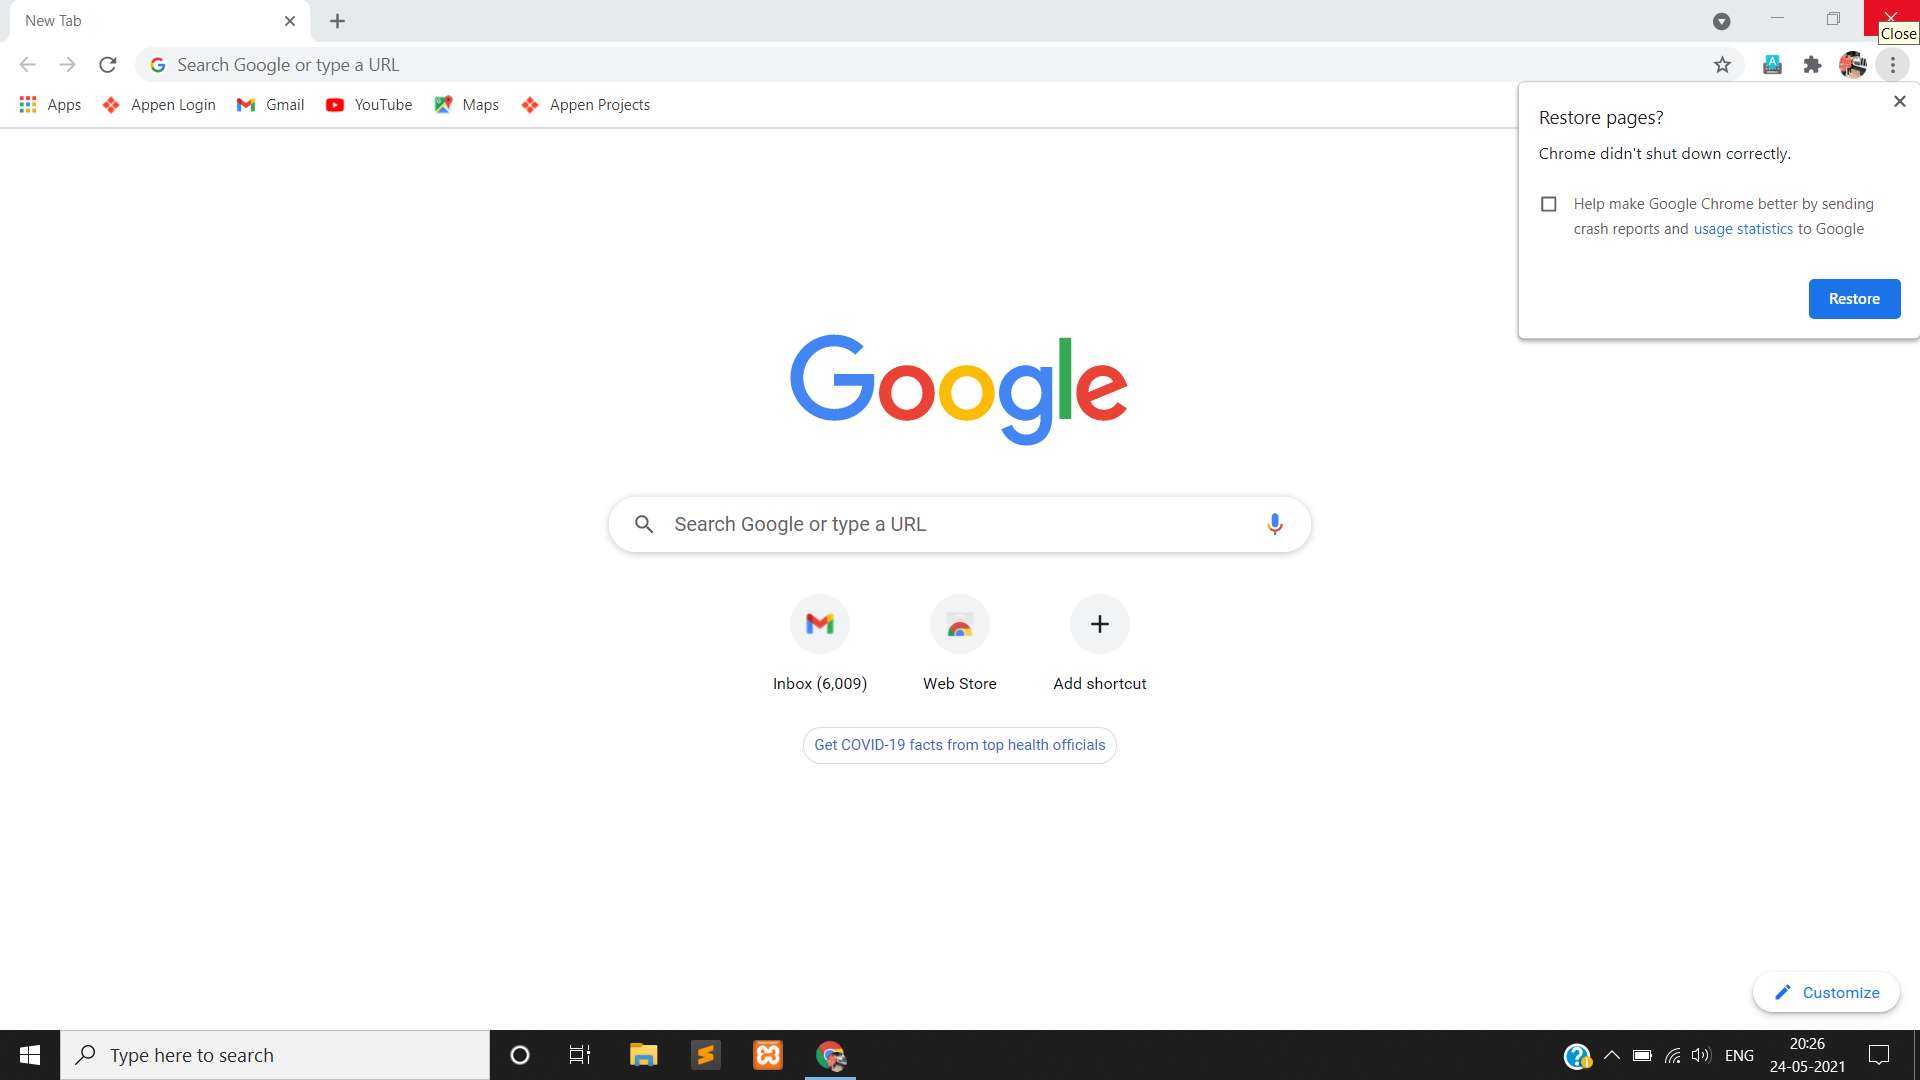 New Tab
Close
Search Google or type a URL
Apps
Appen Login
Gmail
YouTube
Maps
Appen Projects
Restore pages?
Chrome didn't shut down correctly.
Help make Google Chrome better by sending
crash reports and usage statistics to Google
Restore
Google
Search Google or type a URL
Inbox (6,009)
Web Store
Add shortcut
Get COVID-19 facts from top health officials
Customize
Type here to search
ENG
20:26
24-05-2021